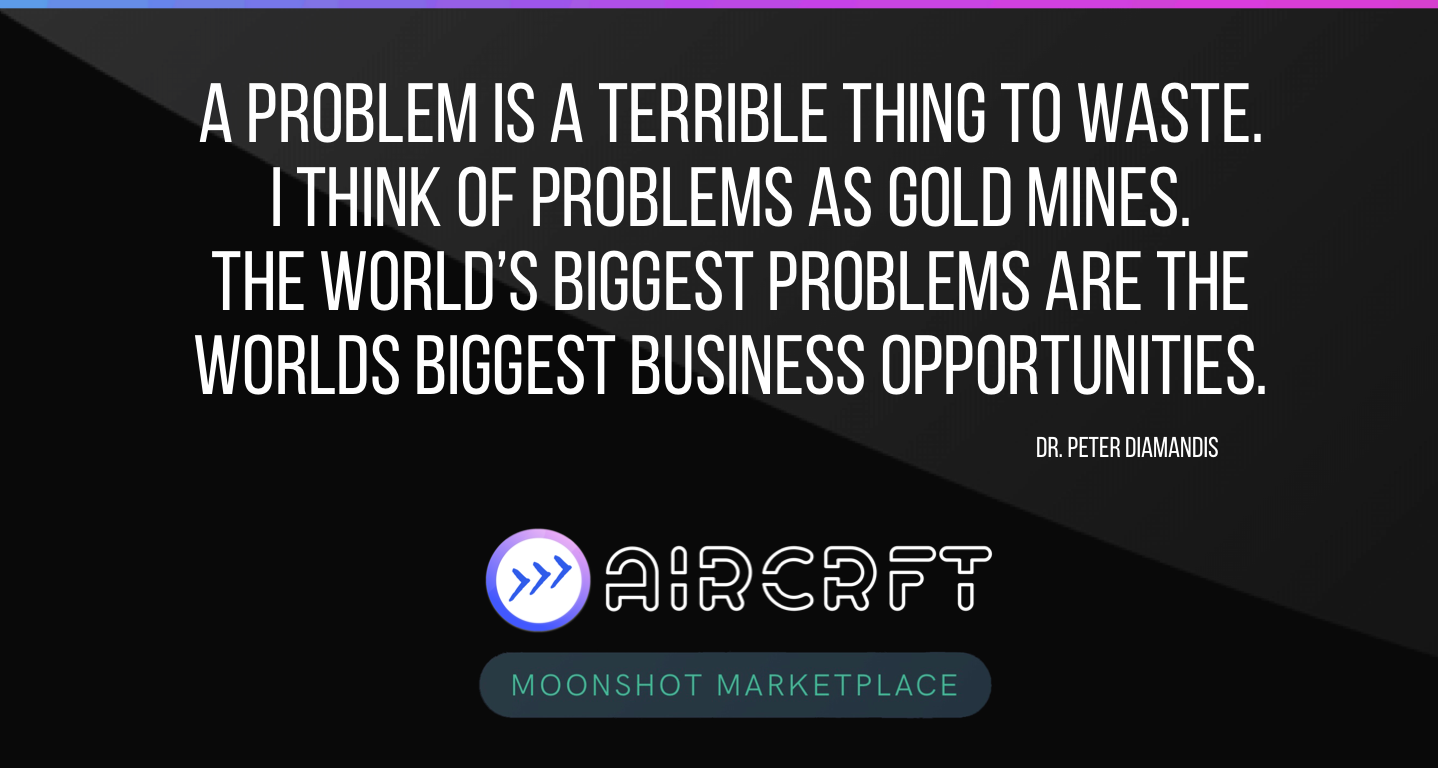 A PROBLEM IS A TERRIBLE THING TO WASTE.
I THINK OF PROBLEMS AS GOLD MINES.
THE WORLD’S BIGGEST PROBLEMS ARE THE
WORLDS BIGGEST BUSINESS OPPORTUNITIES.
DR. PETER DIAMANDIS
AIRCRFT
MOONSHOT MARKETPLACE